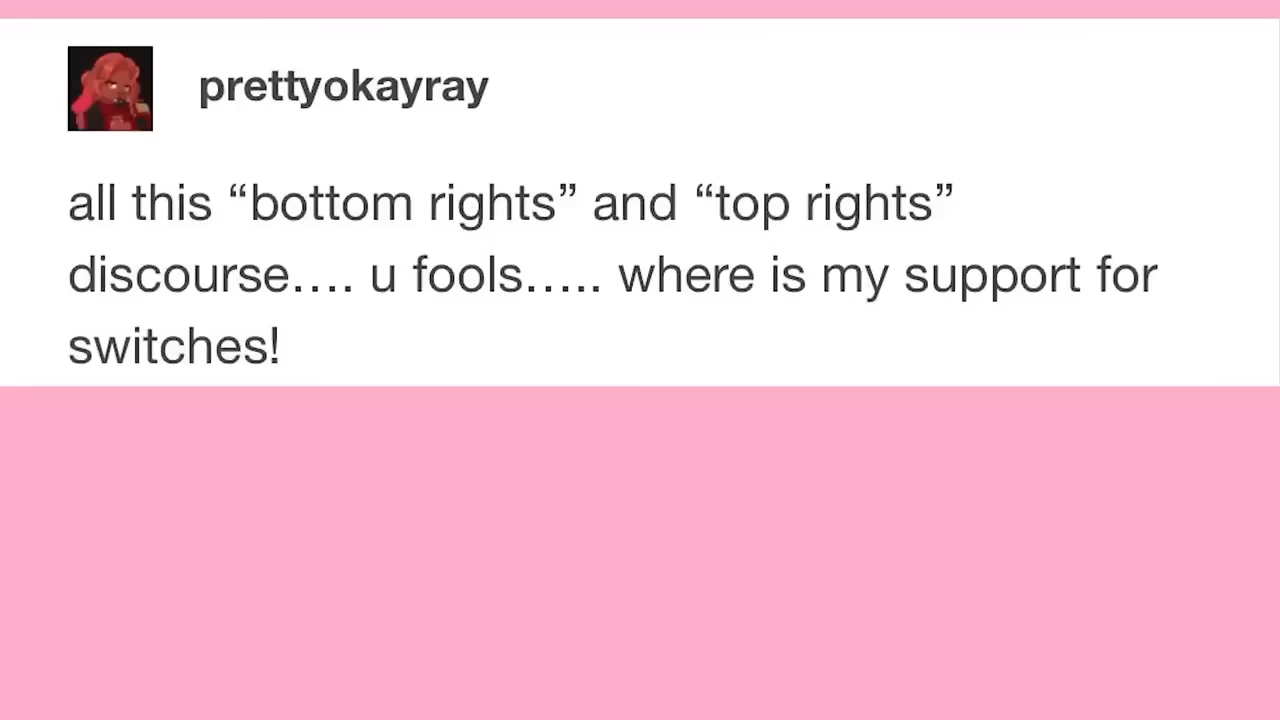 prettyokayray
all this “bottom rights” and “top rights”
discourse.... u fools..... where is my support for
switches!